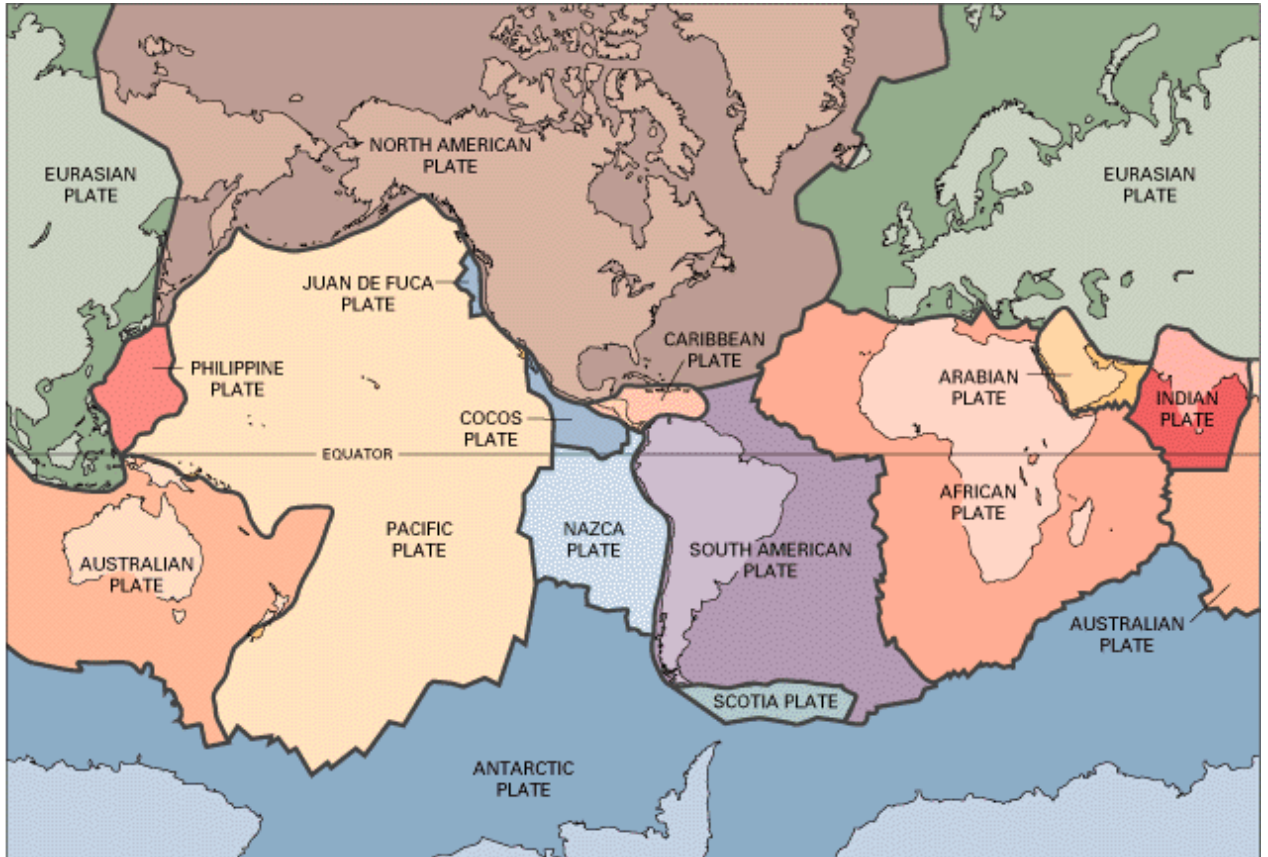 NORTH AMERICAN
PLATE
EURASIAN
PLATE
EURASIAN
PLATE
JUAN DE FUCA
PLATE
CARIBBEAN
PLATE
PHILIPPINE
PLATE
ARABIAN
PLATE
INDIAN
PLATE
COCOS
PLATE
EQUATOR
AFRICAN
PLATE
PACIFIC
PLATE
NAZCA
PLATE
SOUTH AMERICAN
PLATE
AUSTRALIAN
PLATE
AUSTRALIAN
PLATE
SCOTIA PLATE
ANTARCTIC
PLATE